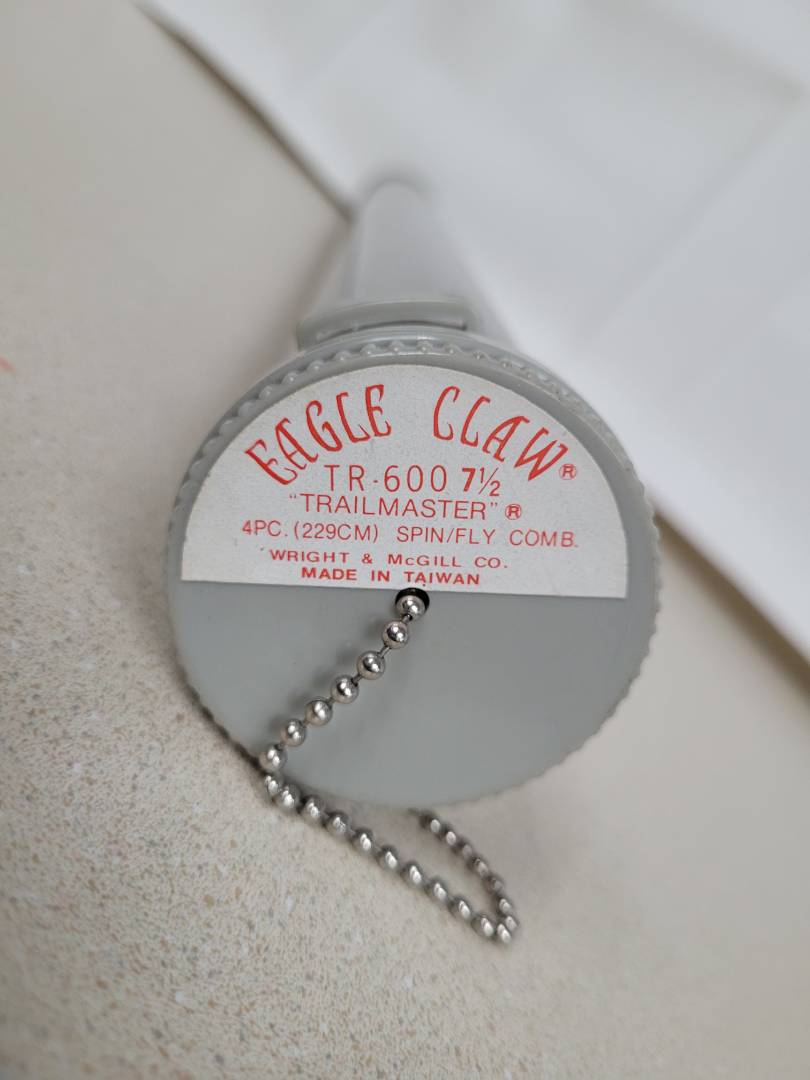 EAGLE CLAW®
TR-600 7½
"TRAILMASTER"®
4PC. (229CM) SPIN/FLY COMB.
WRIGHT & McGILL CO.
MADE IN TAIWAN